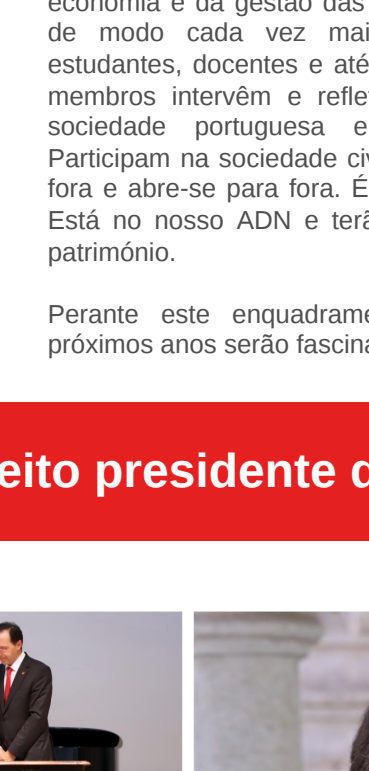 economia e da gestão das
de modo cada vez mai
estudantes, docentes e até
membros intervêm e refle
sociedade portuguesa e
Participam na sociedade civ
fora e abre-se para fora. É
Está no nosso ADN e terá
património.
Perante este enquadrame
próximos anos serão fascina
eito presidente d